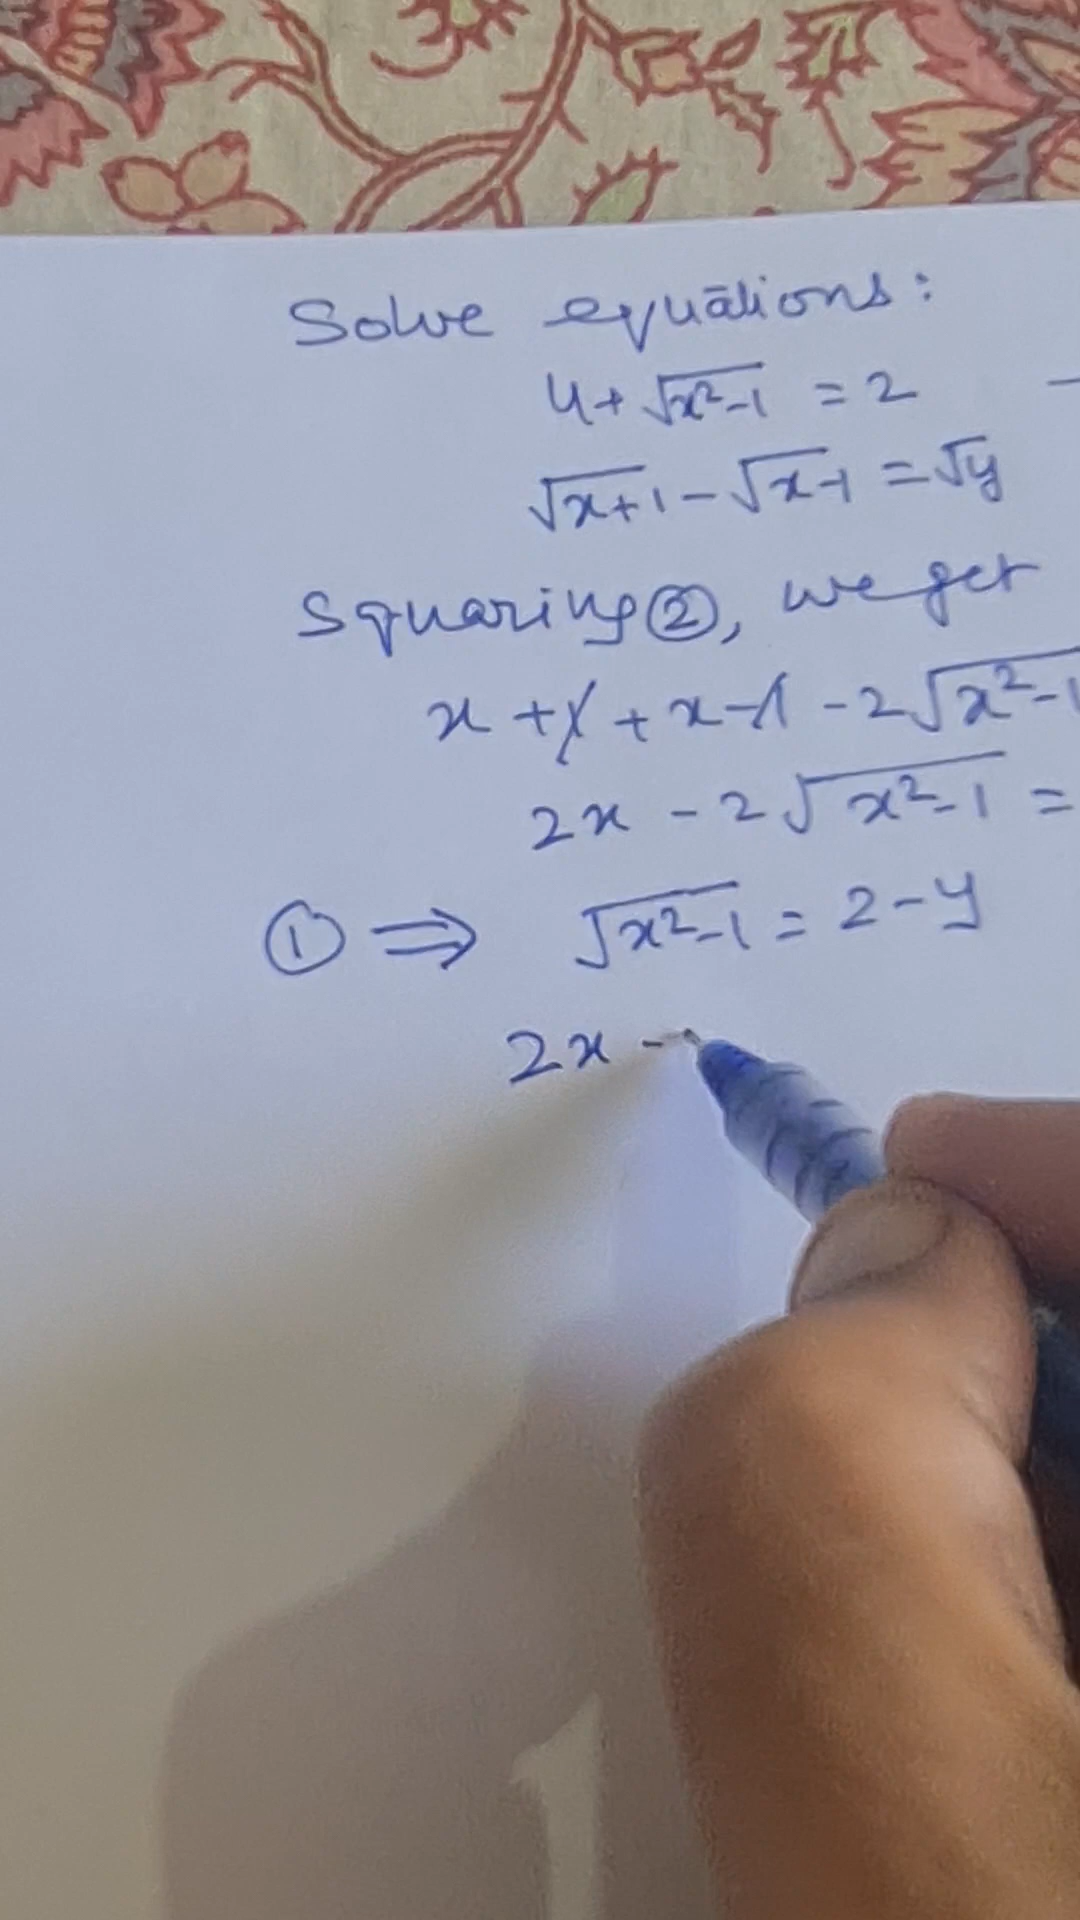 Solve equations:
y + √(x²-1) = 2
√(x+1) - √(x-1) = √y
Squaring ②, we get
x + 1 + x - 1 - 2√(x²-1)
2x - 2√(x²-1) =
① ⇒ √(x²-1) = 2 - y
2x -